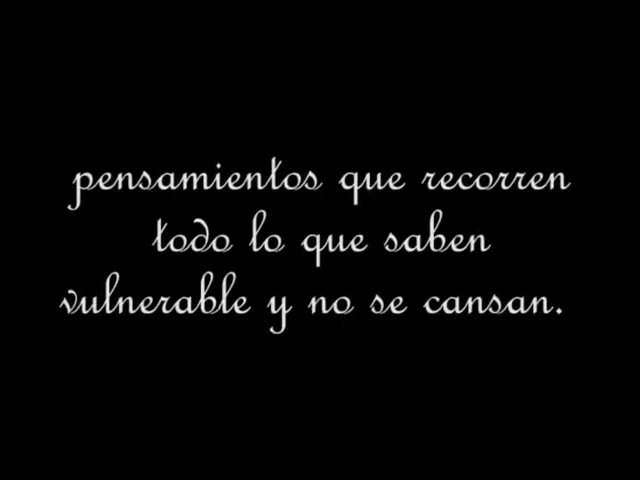 pensamientos que recorren
todo lo que saben
vulnerable y no se cansan.